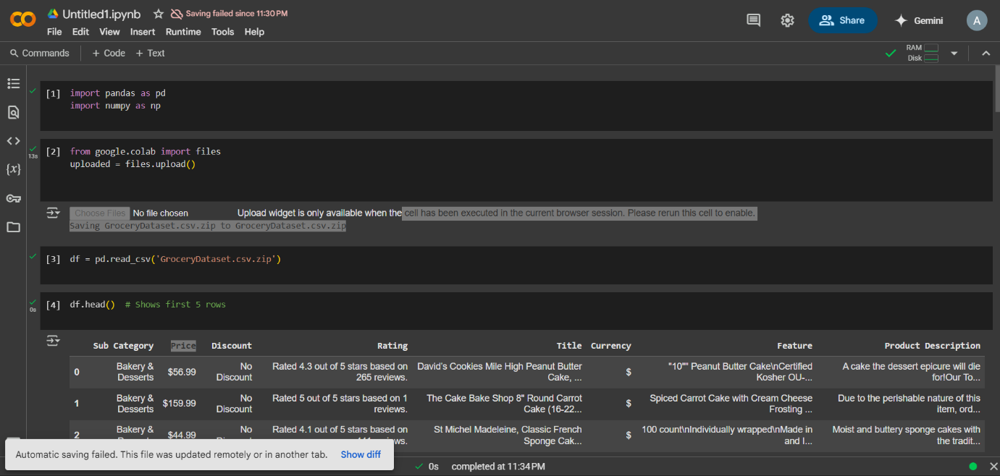 Untitled1.ipynb
Saving failed since 11:30 PM
File Edit View Insert Runtime Tools Help
Share
Gemini
A
Commands + Code + Text
RAM
Disk
[1] import pandas as pd
import numpy as np
13s
[2] from google.colab import files
uploaded = files.upload()
Choose Files No file chosen Upload widget is only available when the cell has been executed in the current browser session. Please rerun this cell to enable.
Saving GroceryDataset.csv.zip to GroceryDataset.csv.zip
[3] df = pd.read_csv('GroceryDataset.csv.zip')
0s
[4] df.head() # Shows first 5 rows
Sub Category Price Discount Rating Title Currency Feature Product Description
0 Bakery & Desserts $56.99 No Discount Rated 4.3 out of 5 stars based on 265 reviews. David's Cookies Mile High Peanut Butter Cake, ... $ "10"" Peanut Butter Cake\nCertified Kosher OU-... A cake the dessert epicure will die for!Our To...
1 Bakery & Desserts $159.99 No Discount Rated 5 out of 5 stars based on 1 reviews. The Cake Bake Shop 8" Round Carrot Cake (16-22... $ Spiced Carrot Cake with Cream Cheese Frosting ... Due to the perishable nature of this item, ord...
2 Bakery & $44.99 No Rated 4.1 out of 5 stars based on St Michel Madeleine, Classic French Sponge Cak... $ 100 count\nIndividually wrapped\nMade in and I... Moist and buttery sponge cakes with the tradit...
Automatic saving failed. This file was updated remotely or in another tab. Show diff
0s completed at 11:34 PM